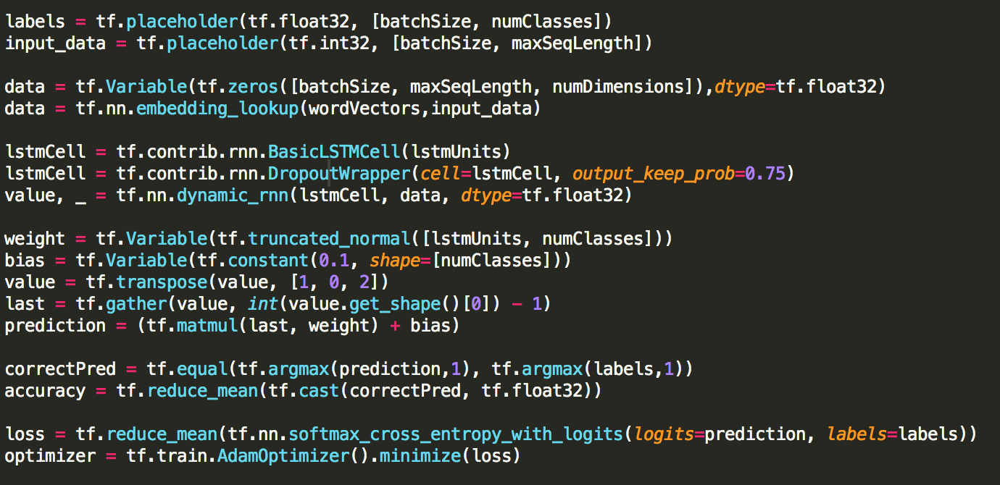 labels = tf.placeholder(tf.float32, [batchSize, numClasses])
input_data = tf.placeholder(tf.int32, [batchSize, maxSeqLength])
data = tf.Variable(tf.zeros([batchSize, maxSeqLength, numDimensions]),dtype=tf.float32)
data = tf.nn.embedding_lookup(wordVectors,input_data)
lstmCell = tf.contrib.rnn.BasicLSTMCell(lstmUnits)
lstmCell = tf.contrib.rnn.DropoutWrapper(cell=lstmCell, output_keep_prob=0.75)
value, _ = tf.nn.dynamic_rnn(lstmCell, data, dtype=tf.float32)
weight = tf.Variable(tf.truncated_normal([lstmUnits, numClasses]))
bias = tf.Variable(tf.constant(0.1, shape=[numClasses]))
value = tf.transpose(value, [1, 0, 2])
last = tf.gather(value, int(value.get_shape()[0]) - 1)
prediction = (tf.matmul(last, weight) + bias)
correctPred = tf.equal(tf.argmax(prediction,1), tf.argmax(labels,1))
accuracy = tf.reduce_mean(tf.cast(correctPred, tf.float32))
loss = tf.reduce_mean(tf.nn.softmax_cross_entropy_with_logits(logits=prediction, labels=labels))
optimizer = tf.train.AdamOptimizer().minimize(loss)